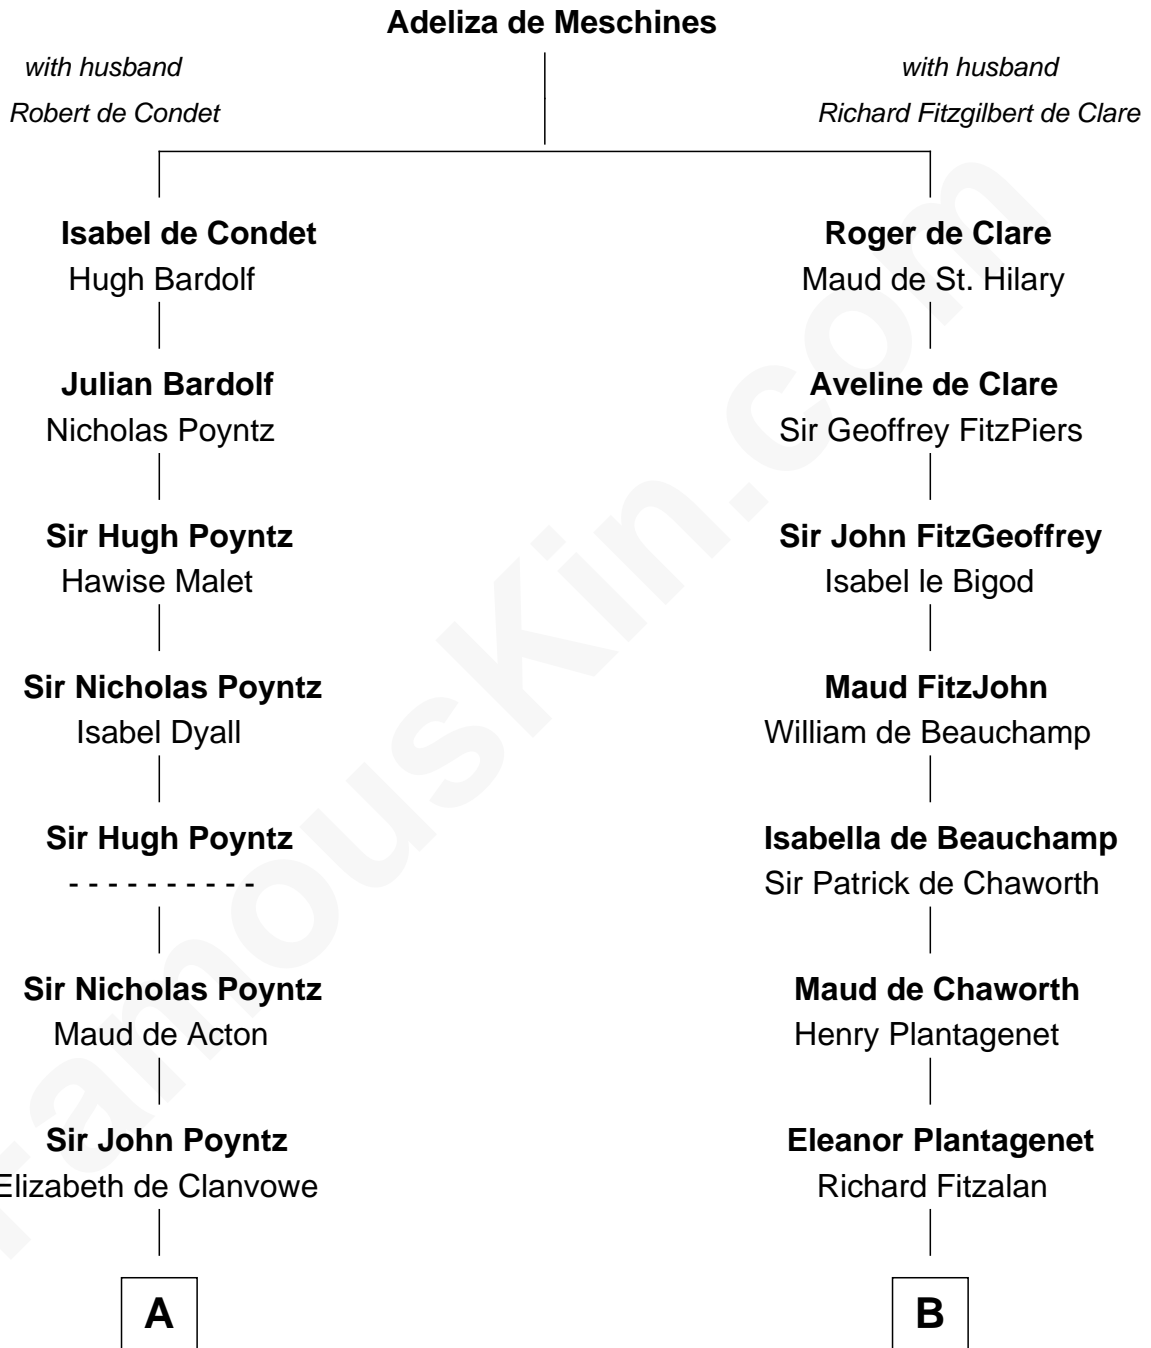 Adeliza de Meschines
with husband
Robert de Condet
with husband
Richard Fitzgilbert de Clare
Isabel de Condet
Hugh Bardolf
Roger de Clare
Maud de St. Hilary
Julian Bardolf
Nicholas Poyntz
Aveline de Clare
Sir Geoffrey FitzPiers
Sir Hugh Poyntz
Hawise Malet
Sir John FitzGeoffrey
Isabel le Bigod
Sir Nicholas Poyntz
Isabel Dyall
Maud FitzJohn
William de Beauchamp
Sir Hugh Poyntz
- - - - - - - - - -
Isabella de Beauchamp
Sir Patrick de Chaworth
Sir Nicholas Poyntz
Maud de Acton
Maud de Chaworth
Henry Plantagenet
Sir John Poyntz
Elizabeth de Clanvowe
Eleanor Plantagenet
Richard Fitzalan
A
B
FamousKin.com